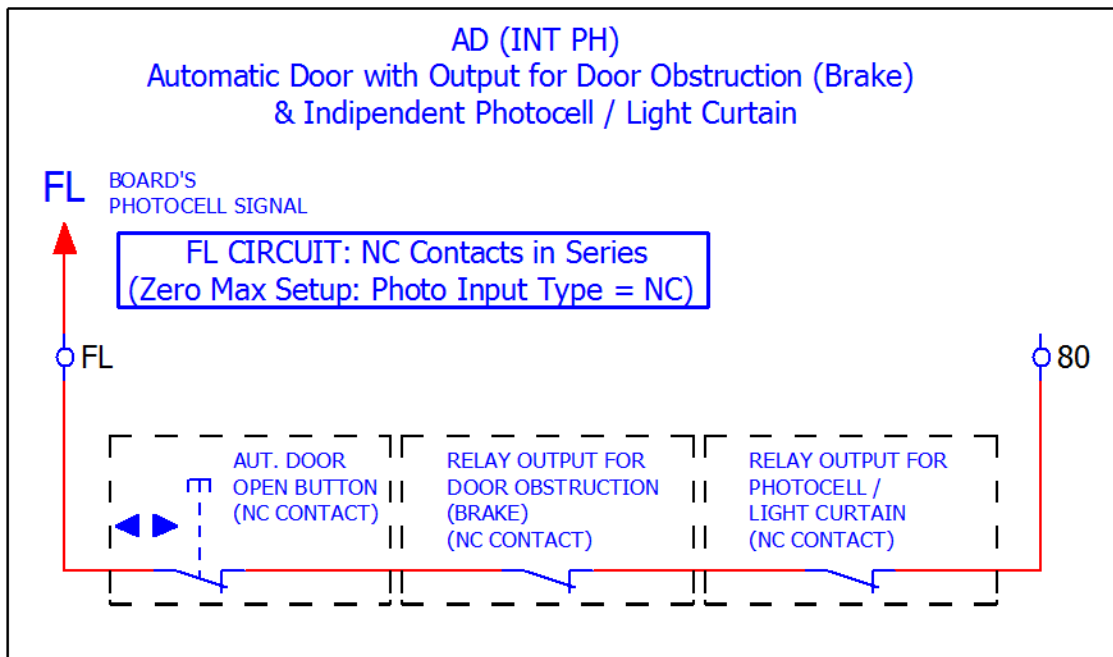 AD (INT PH)
Automatic Door with Output for Door Obstruction (Brake)
& Indipendent Photocell / Light Curtain
FL
BOARD'S
PHOTOCELL SIGNAL
FL CIRCUIT: NC Contacts in Series
(Zero Max Setup: Photo Input Type = NC)
FL
80
AUT. DOOR
OPEN BUTTON
(NC CONTACT)
RELAY OUTPUT FOR
DOOR OBSTRUCTION
(BRAKE)
(NC CONTACT)
RELAY OUTPUT FOR
PHOTOCELL /
LIGHT CURTAIN
(NC CONTACT)